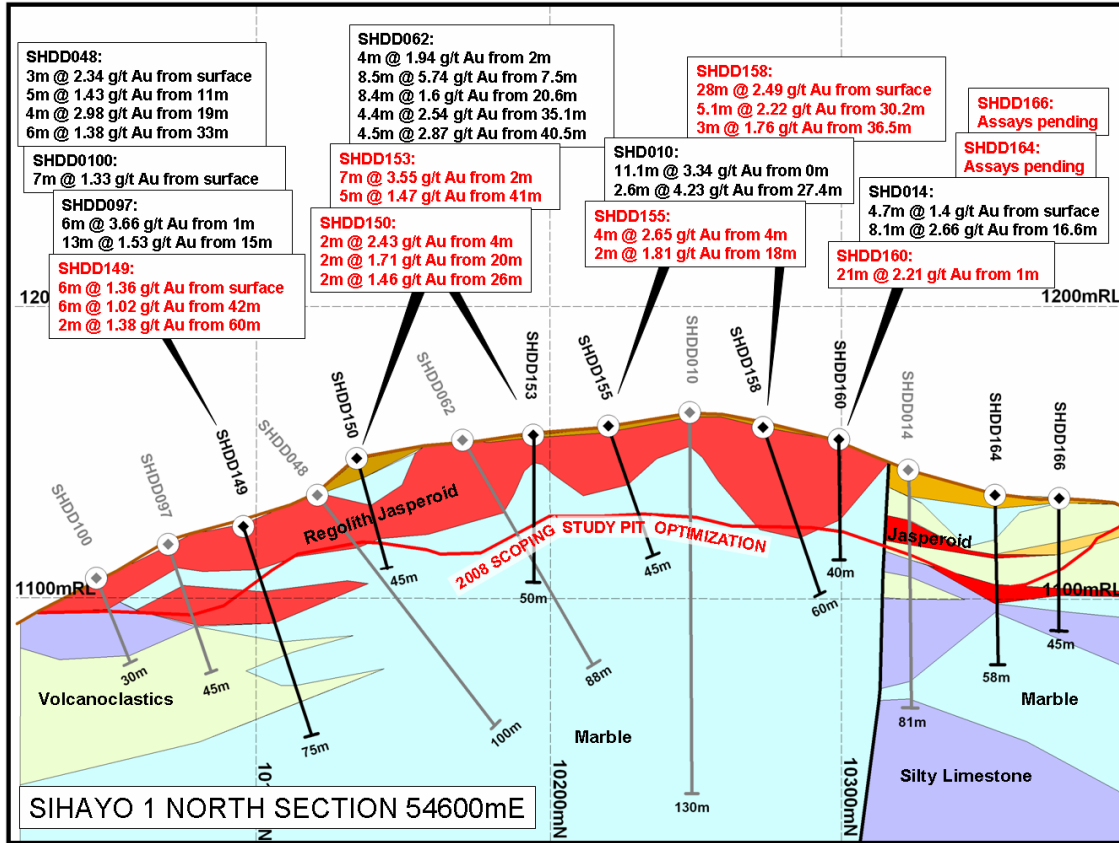 SHDD048:
3m @ 2.34 g/t Au from surface
5m @ 1.43 g/t Au from 11m
4m @ 2.98 g/t Au from 19m
6m @ 1.38 g/t Au from 33m
SHDD0100:
7m @ 1.33 g/t Au from surface
SHDD097:
6m @ 3.66 g/t Au from 1m
13m @ 1.53 g/t Au from 15m
SHDD149:
6m @ 1.36 g/t Au from surface
6m @ 1.02 g/t Au from 42m
2m @ 1.38 g/t Au from 60m
SHDD062:
4m @ 1.94 g/t Au from 2m
8.5m @ 5.74 g/t Au from 7.5m
8.4m @ 1.6 g/t Au from 20.6m
4.4m @ 2.54 g/t Au from 35.1m
4.5m @ 2.87 g/t Au from 40.5m
SHDD153:
7m @ 3.55 g/t Au from 2m
5m @ 1.47 g/t Au from 41m
SHDD150:
2m @ 2.43 g/t Au from 4m
2m @ 1.71 g/t Au from 20m
2m @ 1.46 g/t Au from 26m
SHDD158:
28m @ 2.49 g/t Au from surface
5.1m @ 2.22 g/t Au from 30.2m
3m @ 1.76 g/t Au from 36.5m
SHD010:
11.1m @ 3.34 g/t Au from 0m
2.6m @ 4.23 g/t Au from 27.4m
SHDD155:
4m @ 2.65 g/t Au from 4m
2m @ 1.81 g/t Au from 18m
SHDD166:
Assays pending
SHDD164:
Assays pending
SHD014:
4.7m @ 1.4 g/t Au from surface
8.1m @ 2.66 g/t Au from 16.6m
SHDD160:
21m @ 2.21 g/t Au from 1m
1200mRL
SHDD100
SHDD097
SHDD149
SHDD048
SHDD150
SHDD062
SHDD153
SHDD155
SHDD010
SHDD158
SHDD160
SHDD014
SHDD164
SHDD166
Regolith Jasperoid
Jasperoid
2008 SCOPING STUDY PIT OPTIMIZATION
1100mRL
1100mRL
30m
45m
75m
100m
45m
88m
50m
45m
130m
60m
40m
81m
58m
45m
Volcanoclastics
Marble
Marble
Silty Limestone
10200mN
10300mN
SIHAYO 1 NORTH SECTION 54600mE